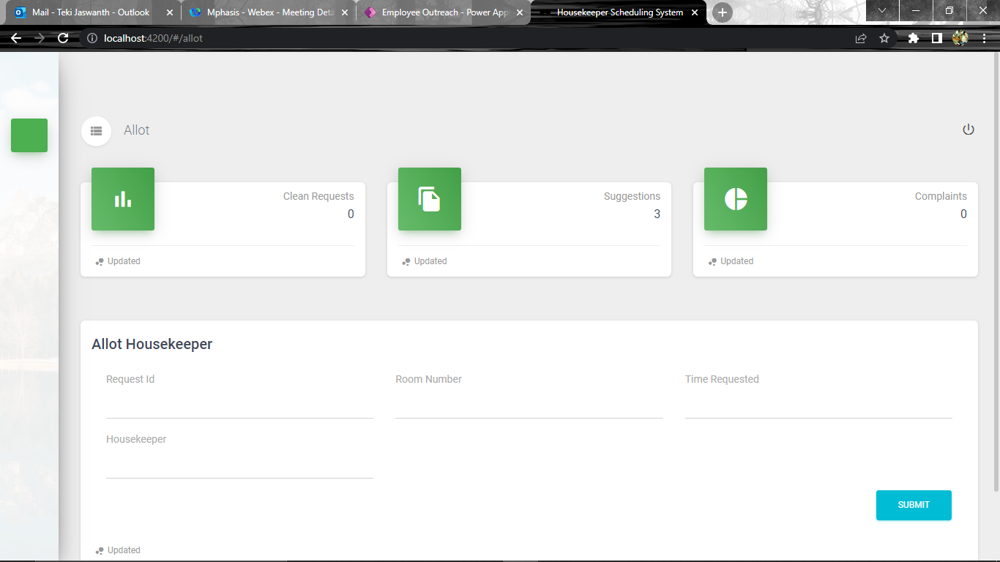 Mail - Teki Jaswanth - Outlook
Mphasis - Webex - Meeting Deta
Employee Outreach - Power App
Housekeeper Scheduling System
localhost:4200/#/allot
Allot
Clean Requests
0
Updated
Suggestions
3
Updated
Complaints
0
Updated
Allot Housekeeper
Request Id
Room Number
Time Requested
Housekeeper
SUBMIT
Updated